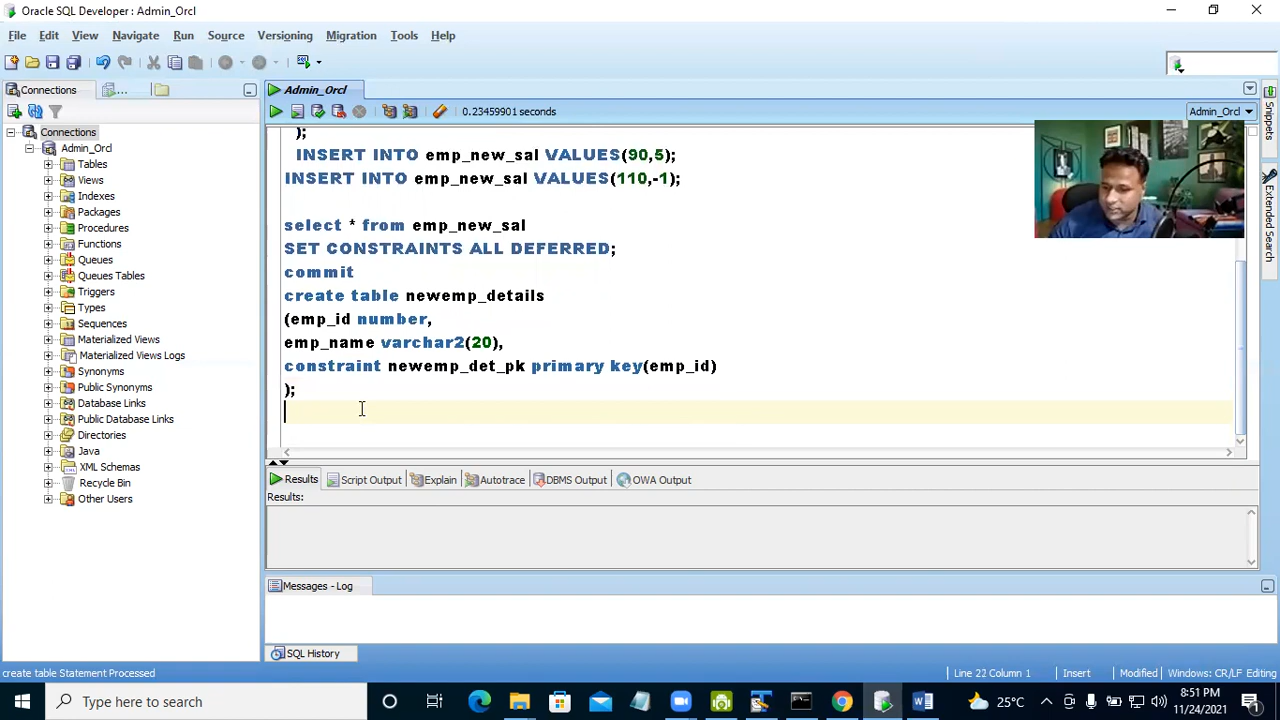 Oracle SQL Developer : Admin_Orcl
File Edit View Navigate Run Source Versioning Migration Tools Help
Connections
...
Admin_Orcl
0.23459901 seconds
Admin_Orcl
Connections
Admin_Orcl
Tables
Views
Indexes
Packages
Procedures
Functions
Queues
Queues Tables
Triggers
Types
Sequences
Materialized Views
Materialized Views Logs
Synonyms
Public Synonyms
Database Links
Public Database Links
Directories
Java
XML Schemas
Recycle Bin
Other Users
);
INSERT INTO emp_new_sal VALUES(90,5);
INSERT INTO emp_new_sal VALUES(110,-1);
select * from emp_new_sal
SET CONSTRAINTS ALL DEFERRED;
commit
create table newemp_details
(emp_id number,
emp_name varchar2(20),
constraint newemp_det_pk primary key(emp_id)
);
Snippets
Extended Search
Results Script Output Explain Autotrace DBMS Output OWA Output
Results:
Messages - Log
SQL History
create table Statement Processed
Line 22 Column 1 Insert Modified Windows: CR/LF Editing
Type here to search
25°C
8:51 PM
11/24/2021
1